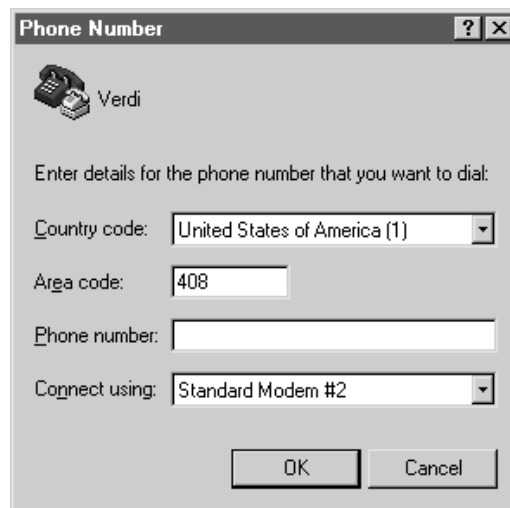 Phone Number
Verdi
Enter details for the phone number that you want to dial:
Country code: United States of America (1)
Area code: 408
Phone number:
Connect using: Standard Modem #2
OK Cancel